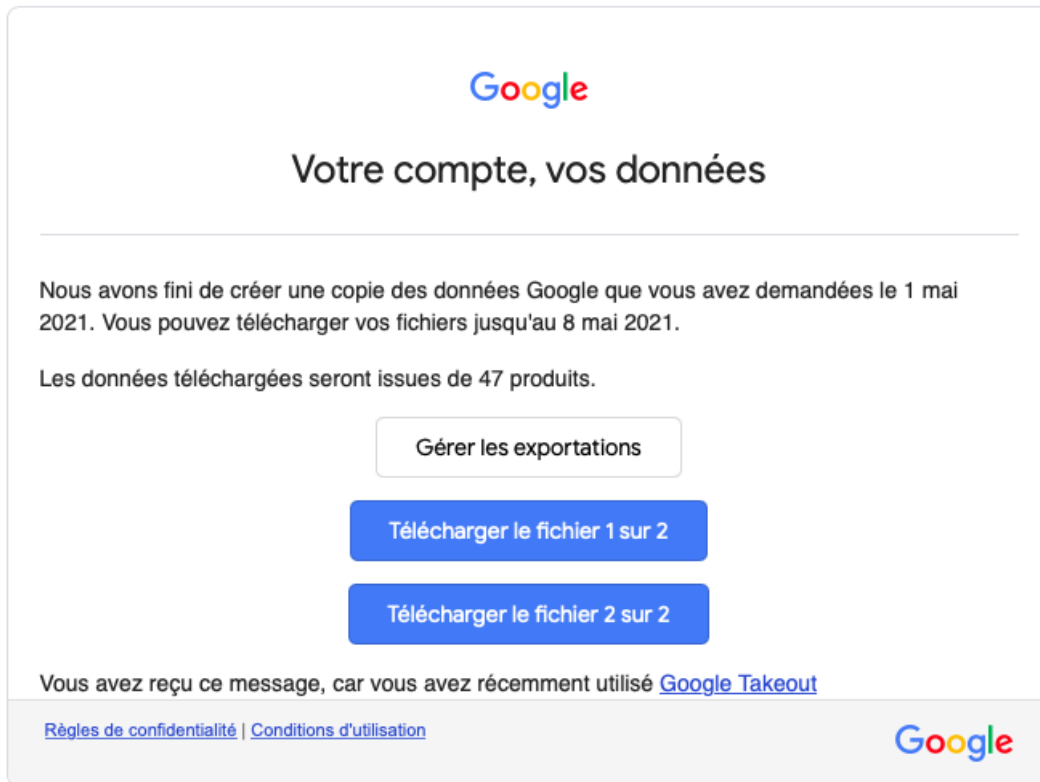 Google
Votre compte, vos données
Nous avons fini de créer une copie des données Google que vous avez demandées le 1 mai
2021. Vous pouvez télécharger vos fichiers jusqu'au 8 mai 2021.
Les données téléchargées seront issues de 47 produits.
Gérer les exportations
Télécharger le fichier 1 sur 2
Télécharger le fichier 2 sur 2
Vous avez reçu ce message, car vous avez récemment utilisé Google Takeout
Règles de confidentialité | Conditions d'utilisation
Google